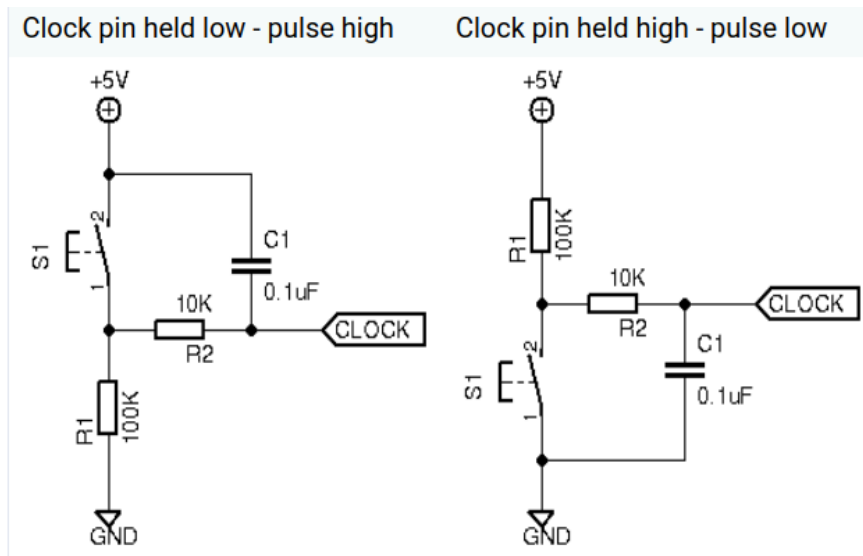 Clock pin held low - pulse high
+5V
2
S1
1
C1
0.1uF
10K
R2
CLOCK
R1
100K
GND
Clock pin held high - pulse low
+5V
R1
100K
10K
R2
CLOCK
C1
0.1uF
2
S1
1
GND